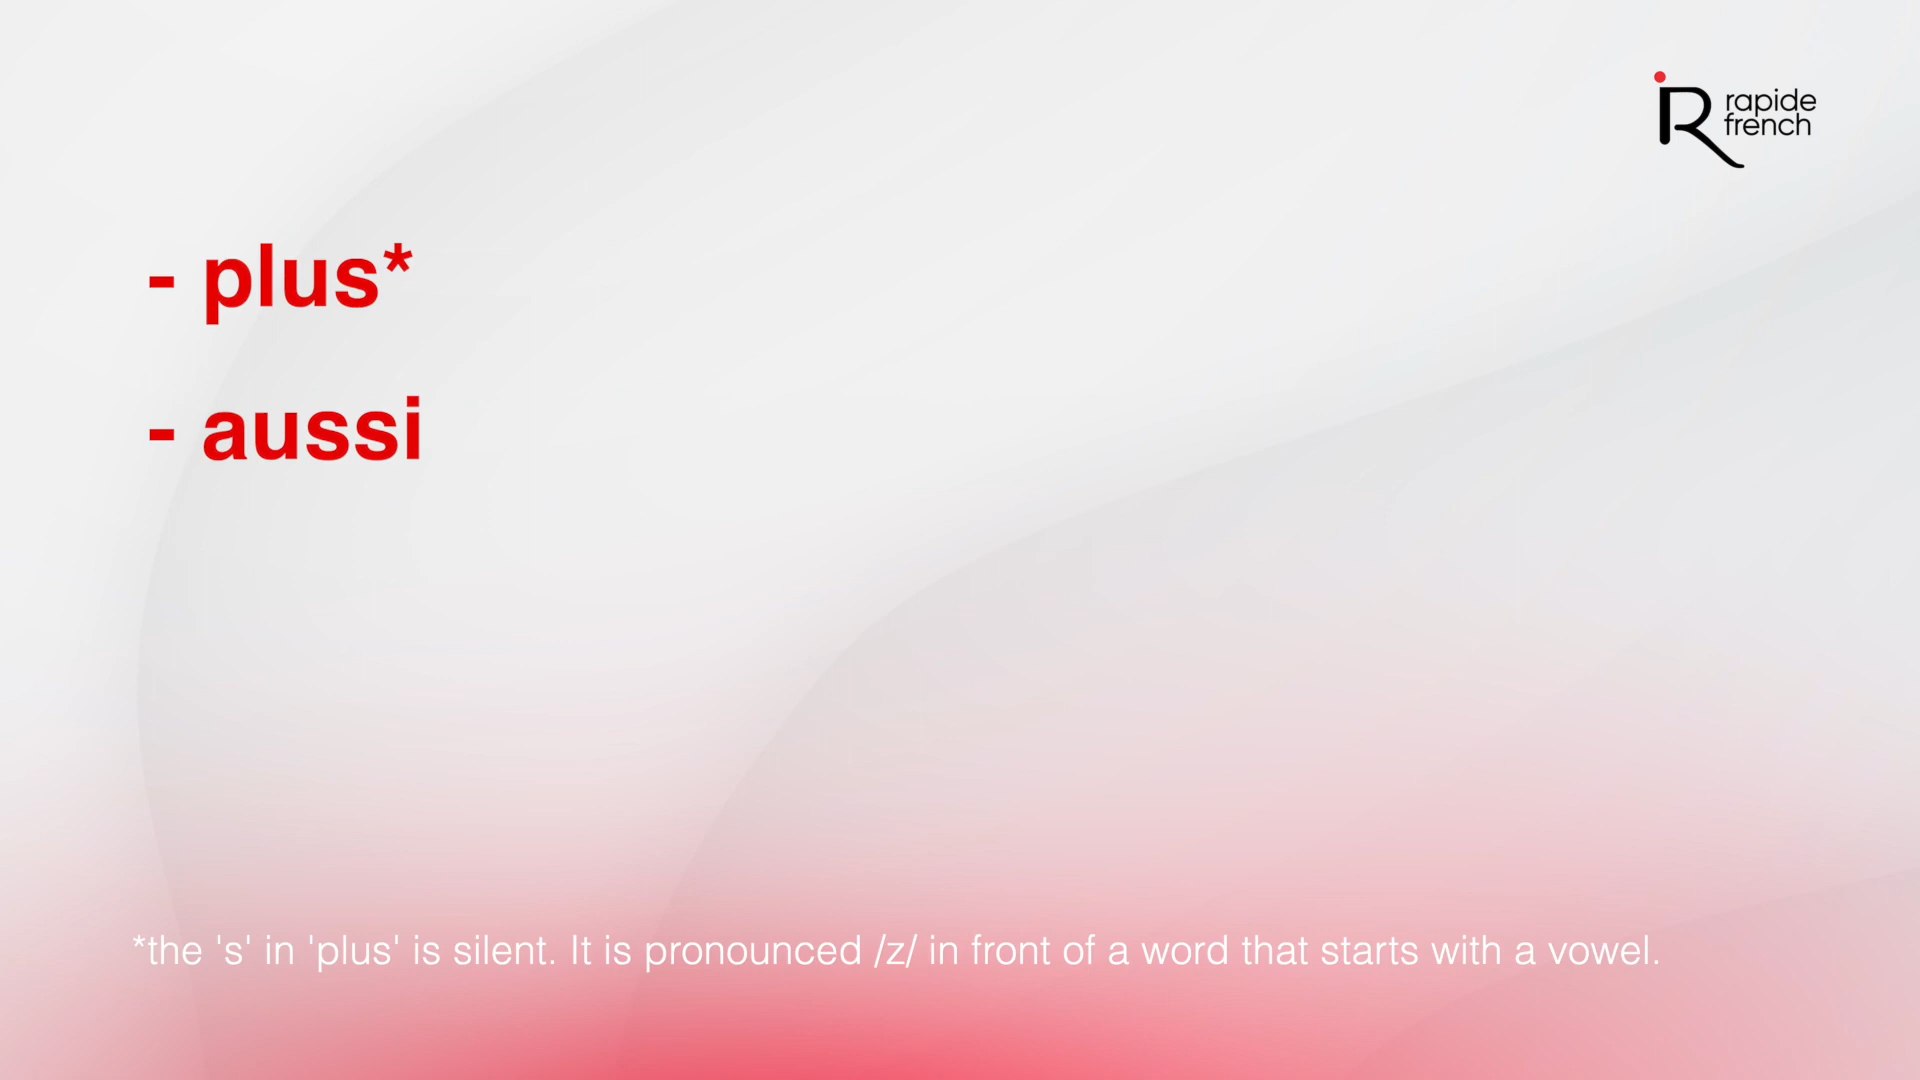 rapide
french
- plus*
- aussi
*the 's' in 'plus' is silent. It is pronounced /z/ in front of a word that starts with a vowel.